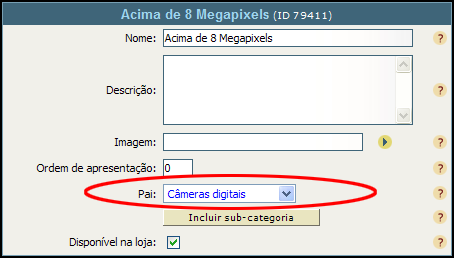 Acima de 8 Megapixels (ID 79411)
Nome: Acima de 8 Megapixels ?
Descrição: ?
Imagem: ?
Ordem de apresentação: 0 ?
Pai: Câmeras digitais ?
Incluir sub-categoria ?
Disponível na loja: ?